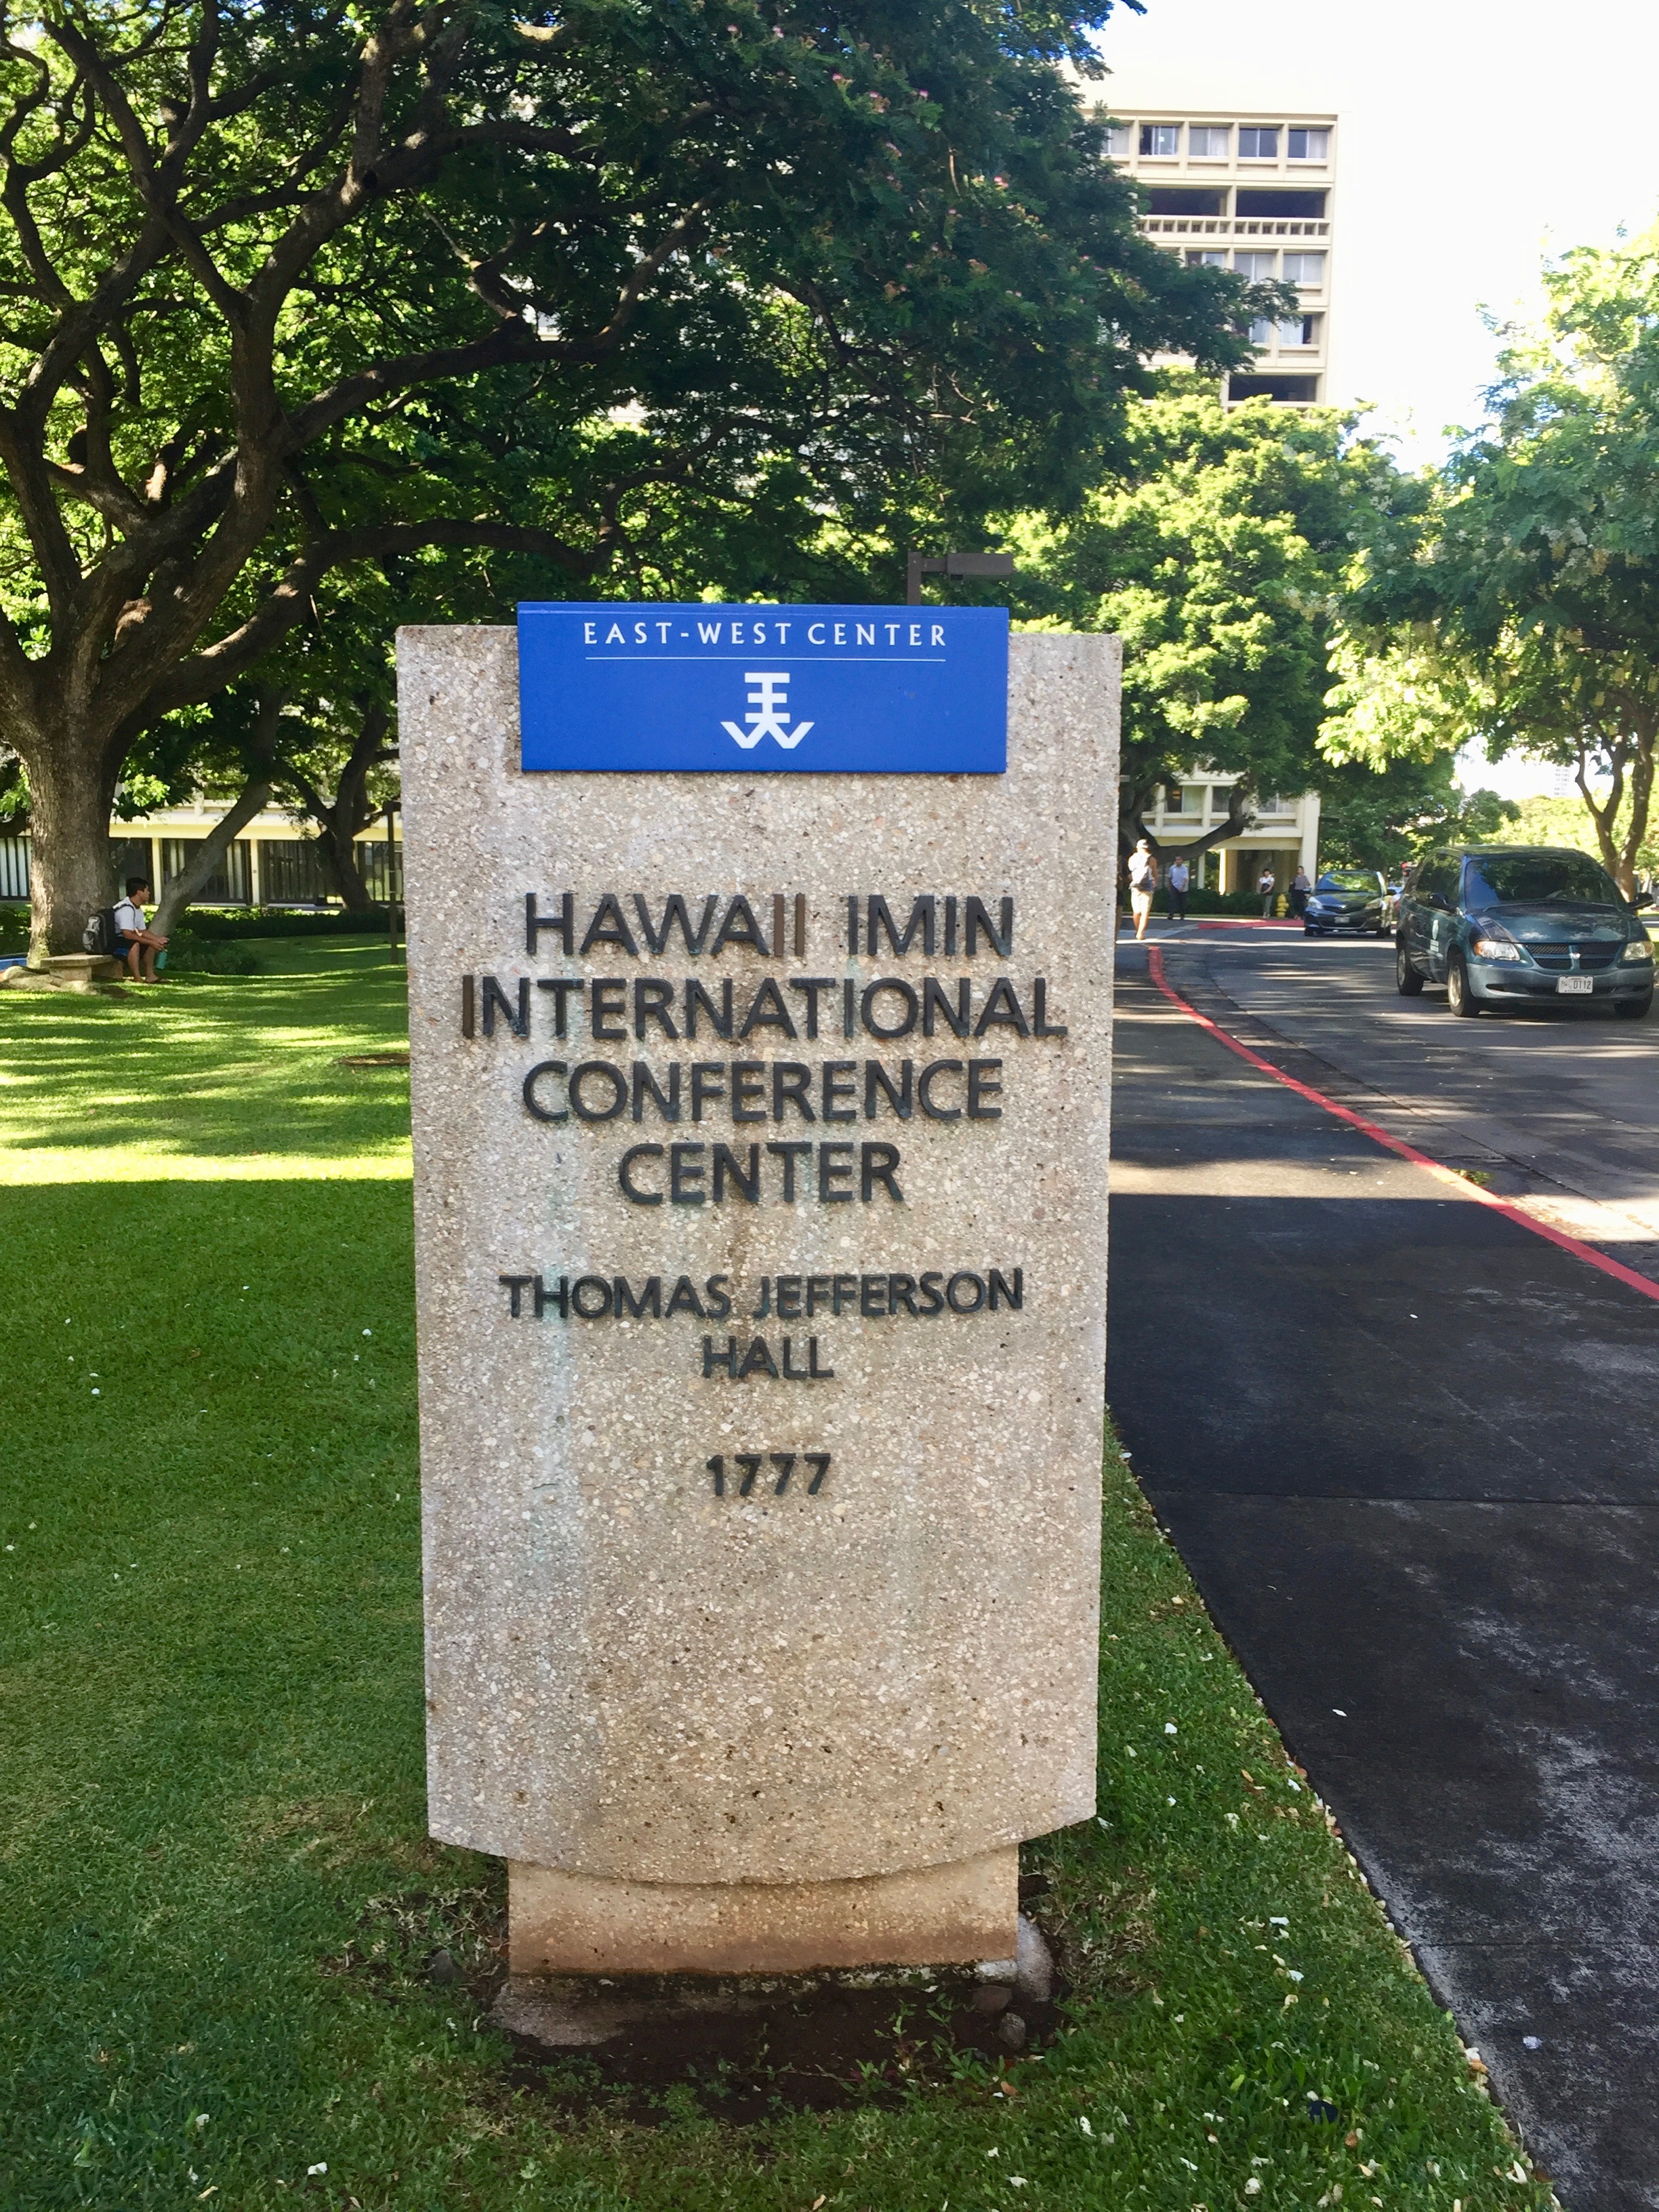 EAST-WEST CENTER
HAWAII IMIN
INTERNATIONAL
CONFERENCE
CENTER
THOMAS JEFFERSON
HALL
1777